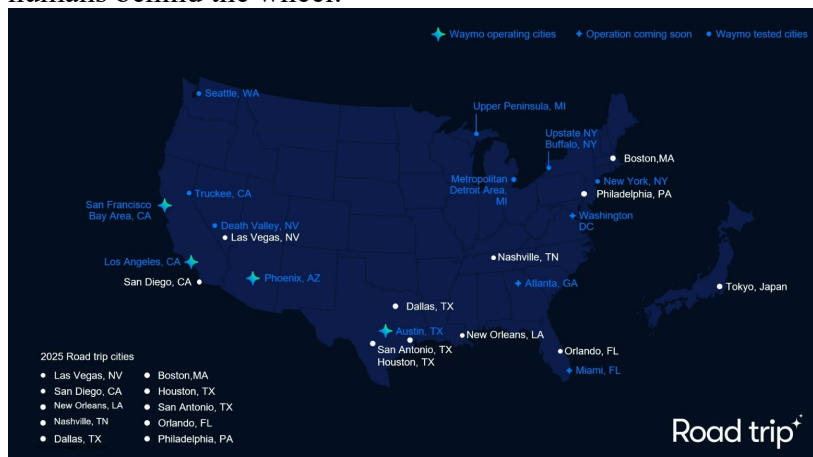 humans behind the wheel.
Waymo operating cities
Operation coming soon
Waymo tested cities
Seattle, WA
Upper Peninsula, MI
Upstate NY
Buffalo, NY
Boston,MA
Metropolitan
Detroit Area,
MI
New York, NY
Philadelphia, PA
Truckee, CA
San Francisco
Bay Area, CA
Washington
DC
Death Valley, NV
Las Vegas, NV
Nashville, TN
Los Angeles, CA
Phoenix, AZ
San Diego, CA
Atlanta, GA
Tokyo, Japan
Dallas, TX
Austin, TX
New Orleans, LA
San Antonio, TX
Houston, TX
Orlando, FL
Miami, FL
2025 Road trip cities
Las Vegas, NV
San Diego, CA
New Orleans, LA
Nashville, TN
Dallas, TX
Boston,MA
Houston, TX
San Antonio, TX
Orlando, FL
Philadelphia, PA
Road trip